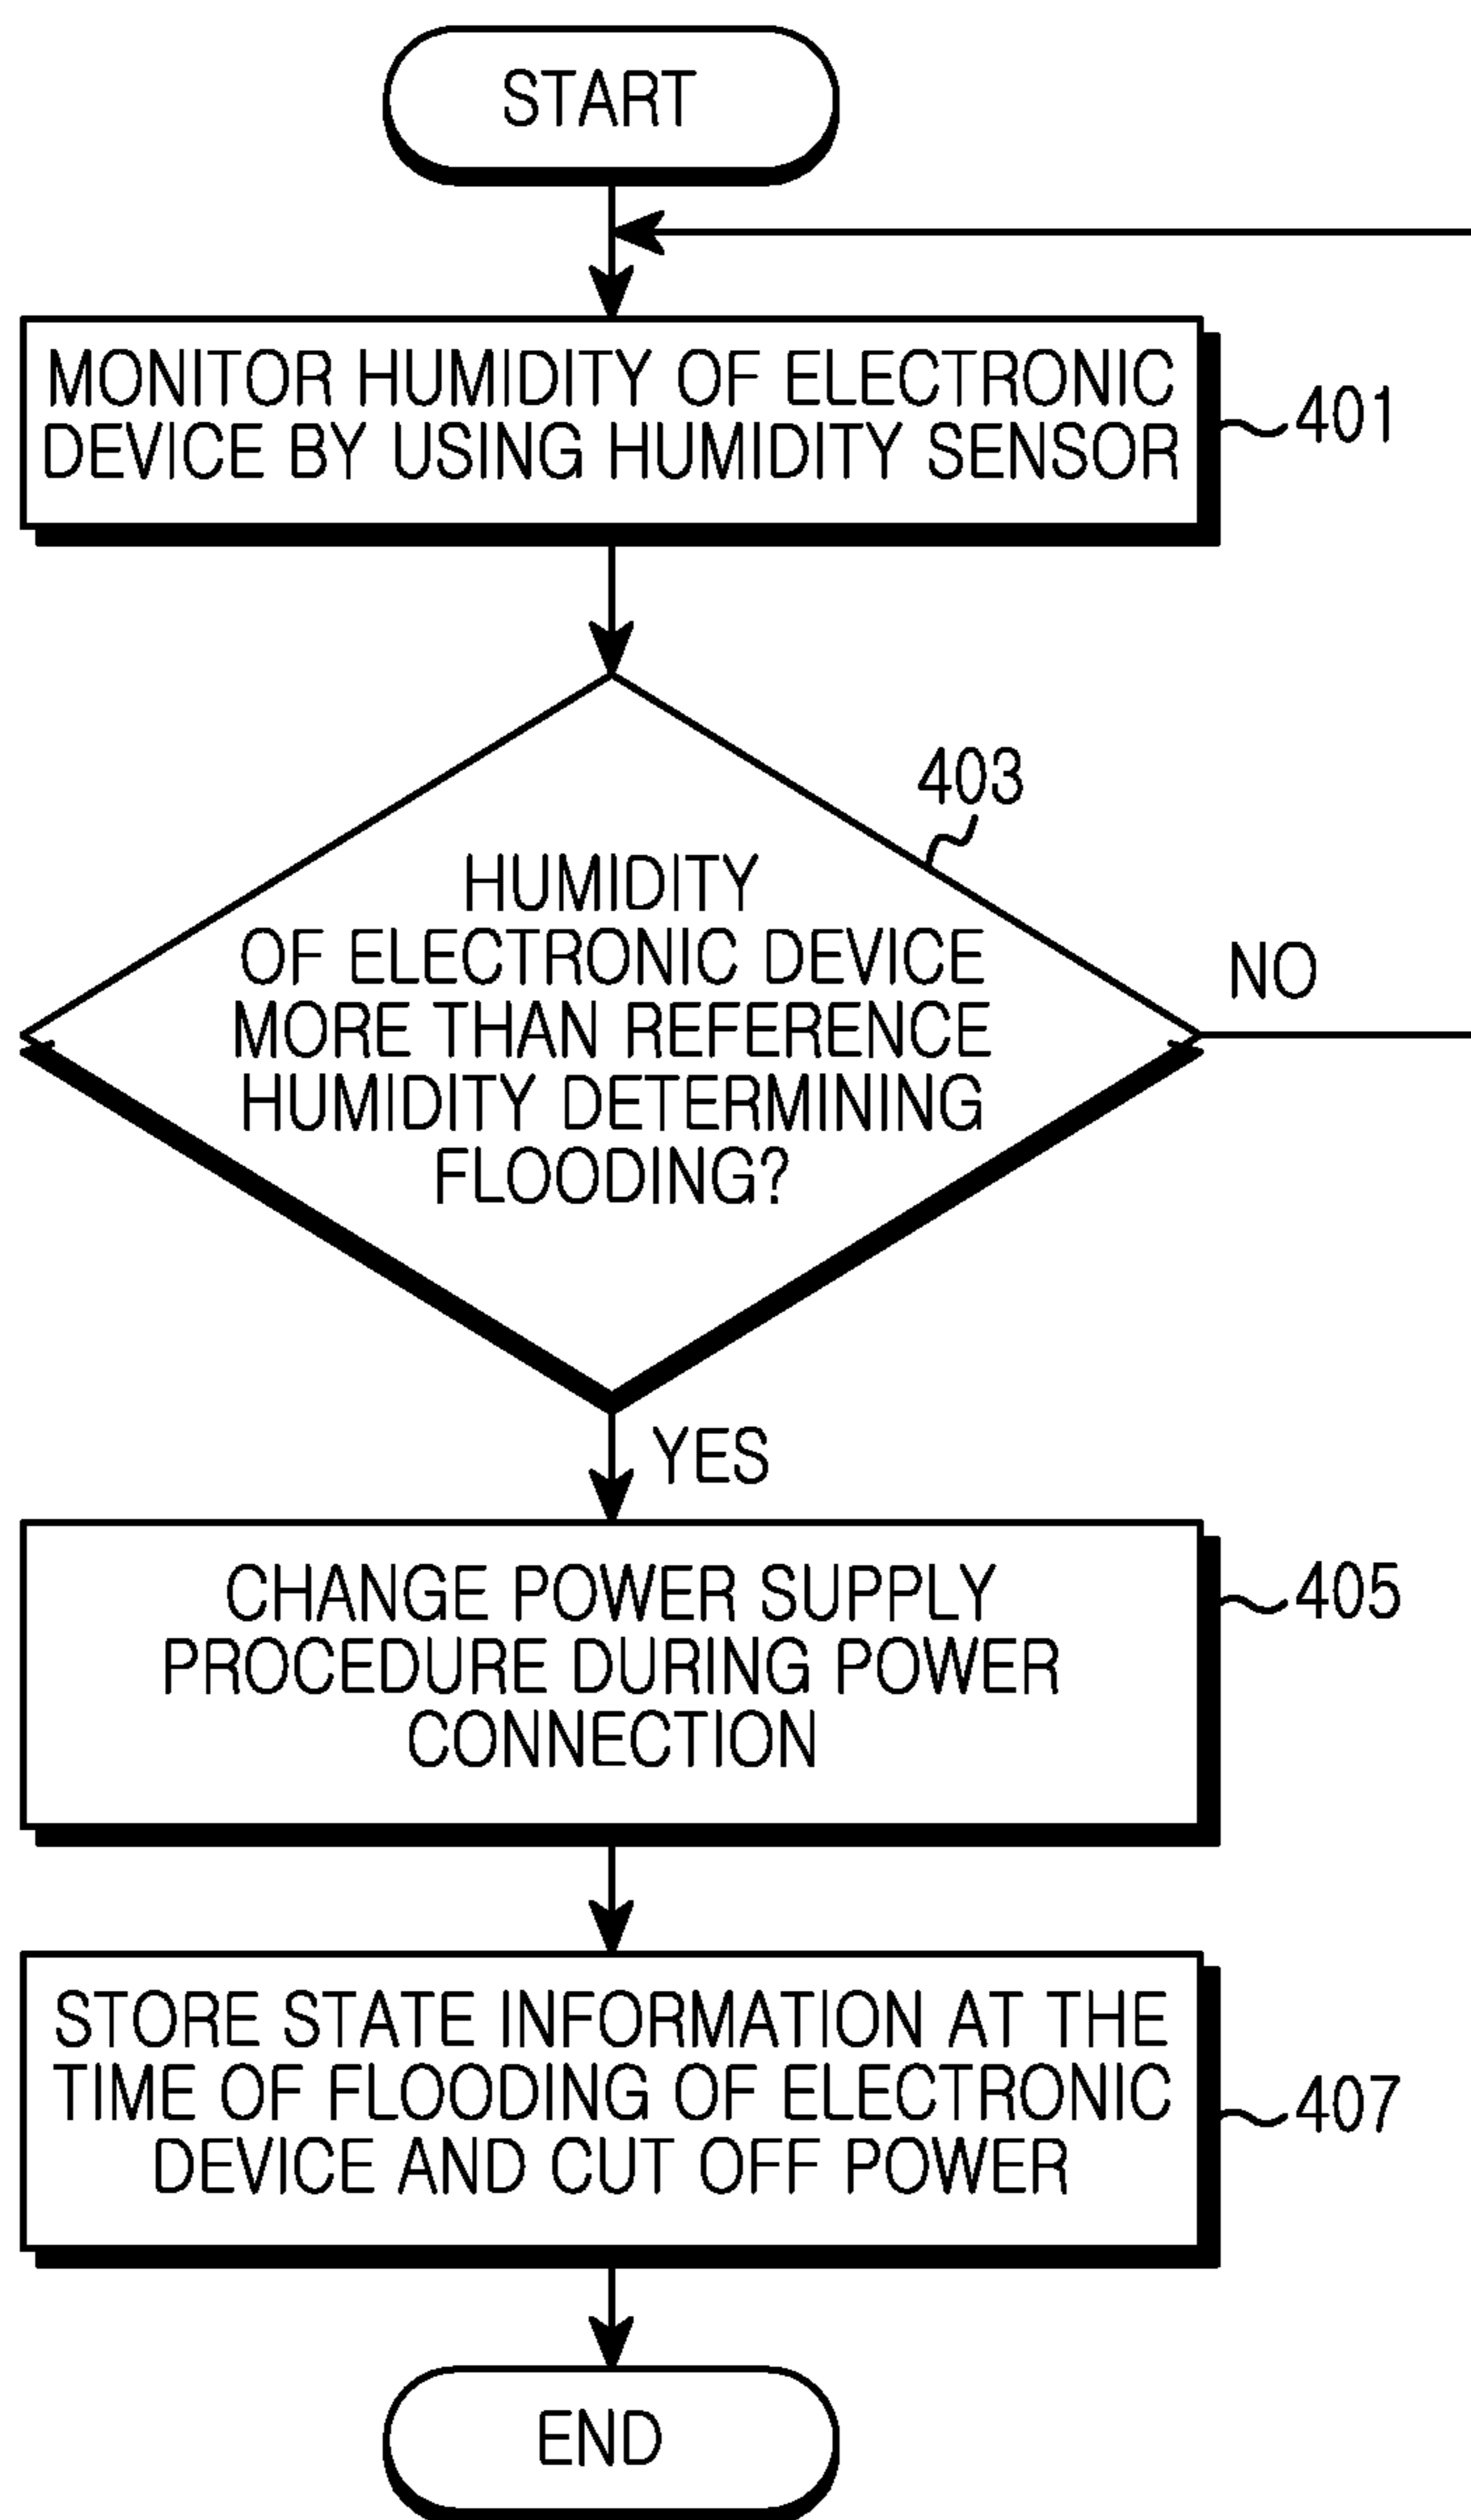 START
MONITOR HUMIDITY OF ELECTRONIC
DEVICE BY USING HUMIDITY SENSOR
401
403
HUMIDITY
OF ELECTRONIC DEVICE
MORE THAN REFERENCE
HUMIDITY DETERMINING
FLOODING?
NO
YES
CHANGE POWER SUPPLY
PROCEDURE DURING POWER
CONNECTION
405
STORE STATE INFORMATION AT THE
TIME OF FLOODING OF ELECTRONIC
DEVICE AND CUT OFF POWER
407
END